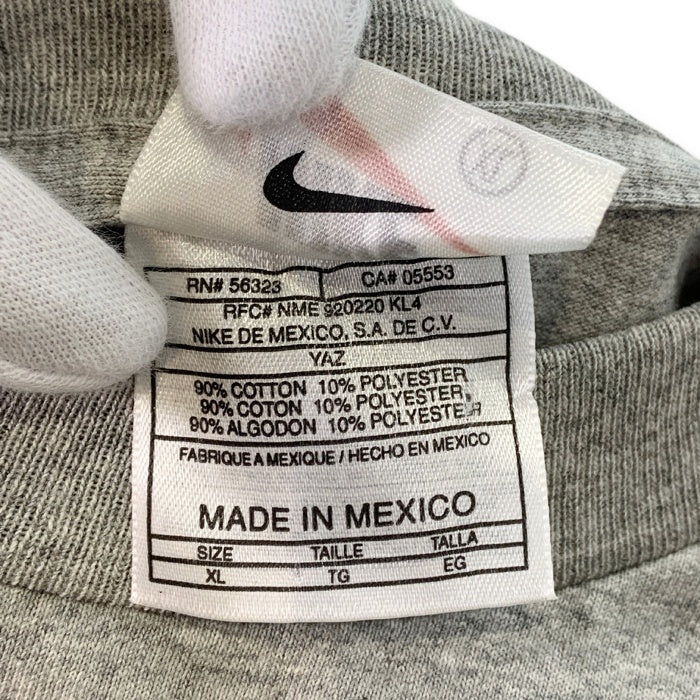 RN# 56323 CA# 05553
RFC# NME 920220 KL4
NIKE DE MEXICO, S.A. DE C.V.
YAZ
90% COTTON 10% POLYESTER
90% COTON 10% POLYESTER
90% ALGODON 10% POLYESTER
FABRIQUE A MEXIQUE / HECHO EN MEXICO
MADE IN MEXICO
SIZE TAILLE TALLA
XL TG EG